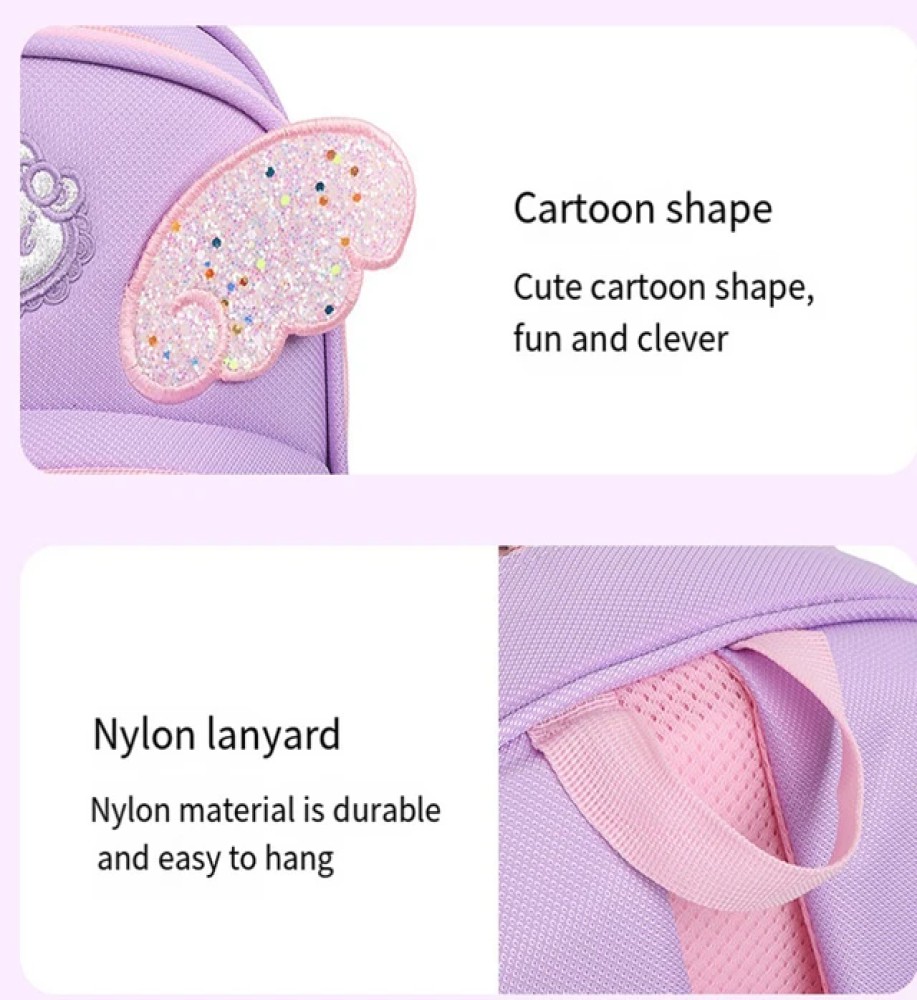 Cartoon shape
Cute cartoon shape,
fun and clever
Nylon lanyard
Nylon material is durable
and easy to hang